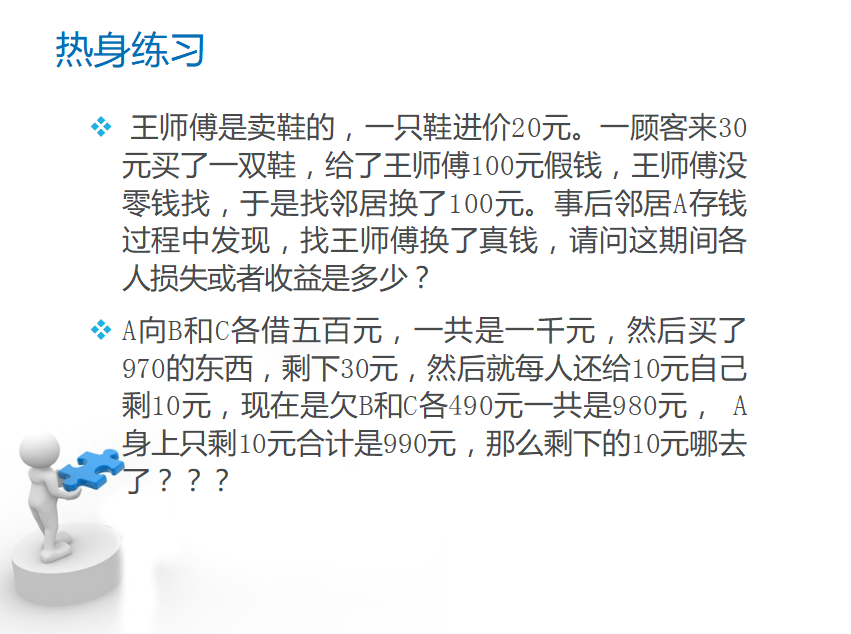 热身练习
王师傅是卖鞋的，一只鞋进价20元。一顾客来30
元买了一双鞋，给了王师傅100元假钱，王师傅没
零钱找，于是找邻居换了100元。事后邻居A存钱
过程中发现，找王师傅换了真钱，请问这期间各
人损失或者收益是多少？
A向B和C各借五百元，一共是一千元，然后买了
970的东西，剩下30元，然后就每人还给10元自己
剩10元，现在是欠B和C各490元一共是980元， A
身上只剩10元合计是990元，那么剩下的10元哪去
了？？？